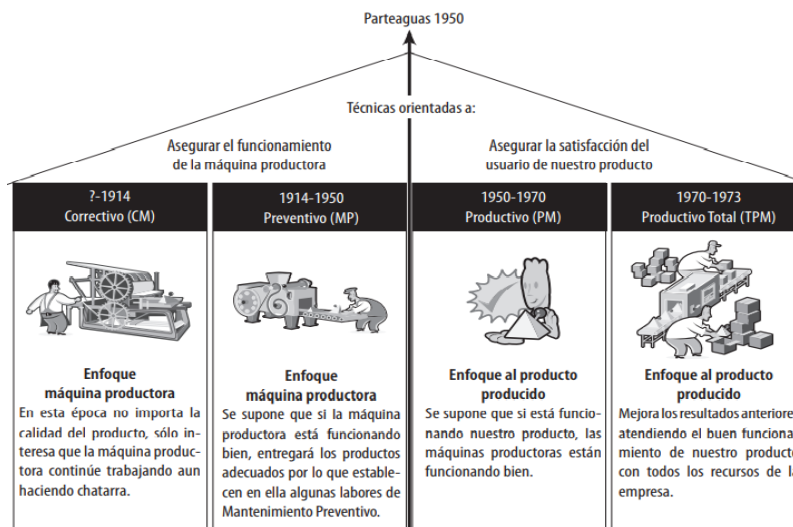 Parteaguas 1950
Técnicas orientadas a:
Asegurar el funcionamiento
de la máquina productora
Asegurar la satisfacción del
usuario de nuestro producto
?-1914
Correctivo (CM)
Enfoque
máquina productora
En esta época no importa la
calidad del producto, sólo in-
teresa que la máquina produc-
tora continúe trabajando aun
haciendo chatarra.
1914-1950
Preventivo (MP)
Enfoque
máquina productora
Se supone que si la máquina
productora está funcionando
bien, entregará los productos
adecuados por lo que estable-
cen en ella algunas labores de
Mantenimiento Preventivo.
1950-1970
Productivo (PM)
Enfoque al producto
producido
Se supone que si está funcio-
nando nuestro producto, las
máquinas productoras están
funcionando bien.
1970-1973
Productivo Total (TPM)
Enfoque al producto
producido
Mejora los resultados anteriore
atendiendo el buen funciona
miento de nuestro product
con todos los recursos de l
empresa.